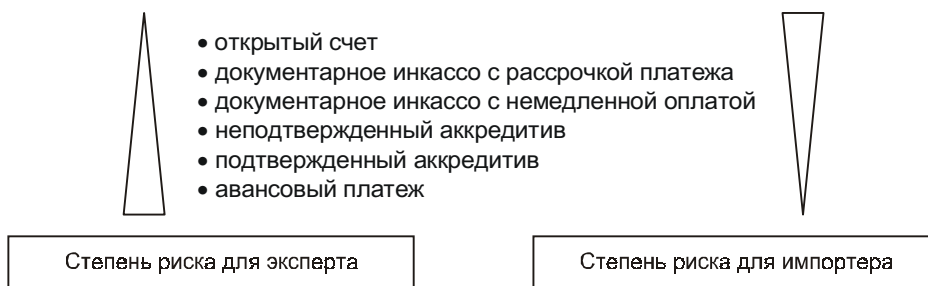 • открытый счет
• документарное инкассо с рассрочкой платежа
• документарное инкассо с немедленной оплатой
• неподтвержденный аккредитив
• подтвержденный аккредитив
• авансовый платеж
Степень риска для эксперта
Степень риска для импортера